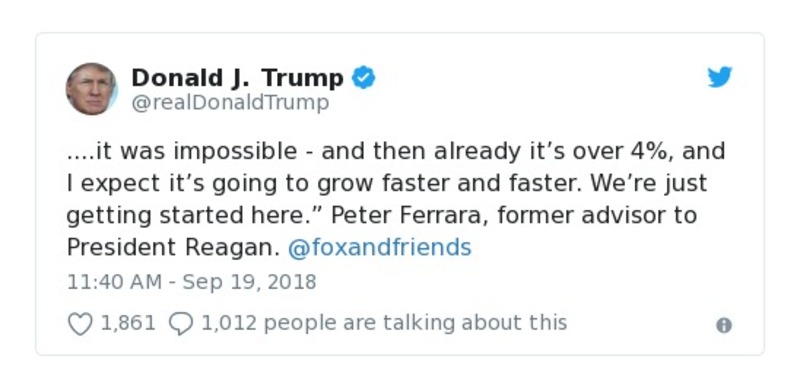 Donald J. Trump
@realDonaldTrump
....it was impossible - and then already it’s over 4%, and
I expect it’s going to grow faster and faster. We’re just
getting started here.” Peter Ferrara, former advisor to
President Reagan. @foxandfriends
11:40 AM - Sep 19, 2018
1,861 1,012 people are talking about this